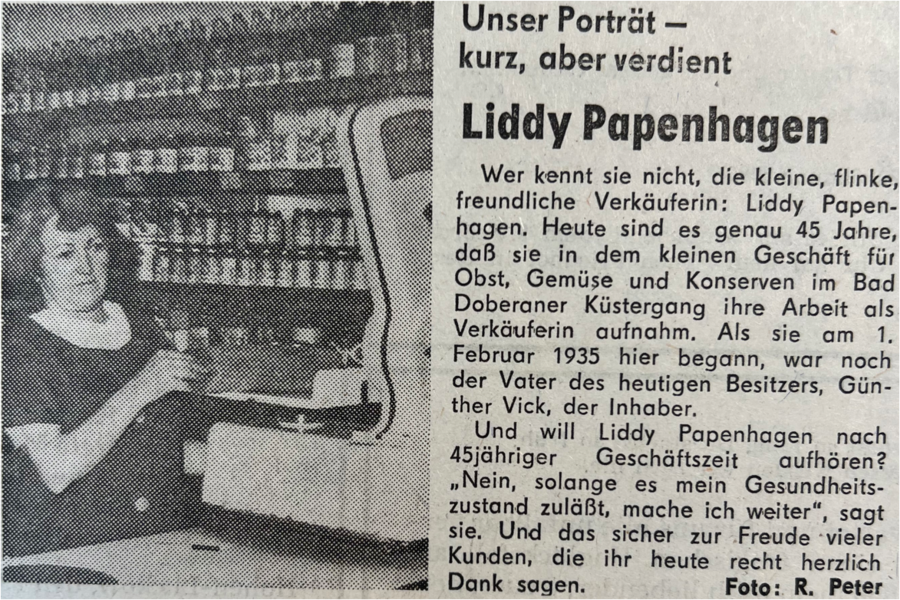 Unser Porträt —
kurz, aber verdient
Liddy Papenhagen
Wer kennt sie nicht, die kleine, flinke,
freundliche Verkäuferin: Liddy Papen-
hagen. Heute sind es genau 45 Jahre,
daß sie in dem kleinen Geschäft für
Obst, Gemüse und Konserven im Bad
Doberaner Küstergang ihre Arbeit als
Verkäuferin aufnahm. Als sie am 1.
Februar 1935 hier begann, war noch
der Vater des heutigen Besitzers, Gün-
ther Vick, der Inhaber.
Und will Liddy Papenhagen nach
45jähriger Geschäftszeit aufhören?
„Nein, solange es mein Gesundheits-
zustand zuläßt, mache ich weiter“, sagt
sie. Und das sicher zur Freude vieler
Kunden, die ihr heute recht herzlich
Dank sagen. Foto: R. Peter